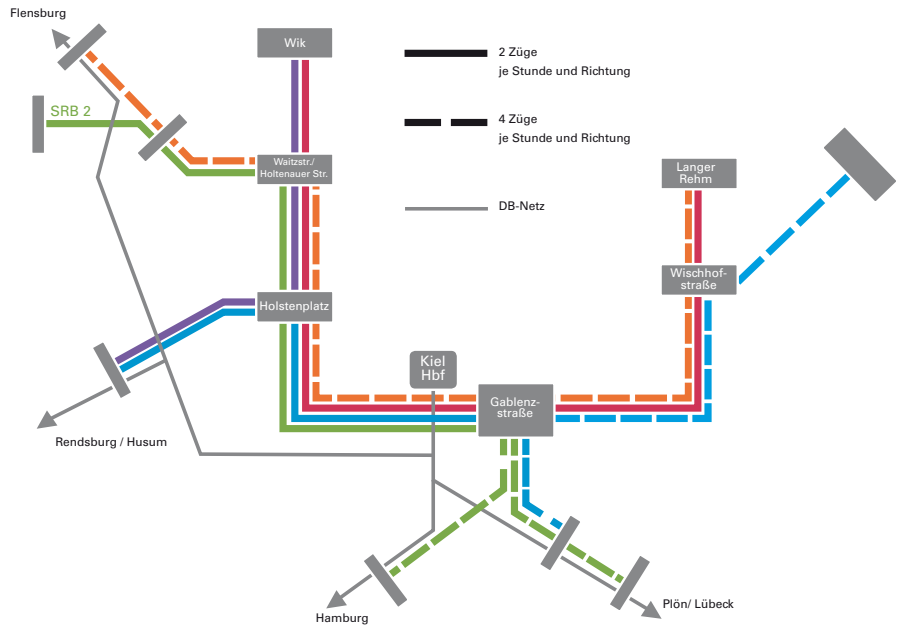 Flensburg
Wik
2 Züge
je Stunde und Richtung
SRB 2
4 Züge
je Stunde und Richtung
Waitzstr./
Holtenauer Str.
Langer
Rehm
DB-Netz
Wischhof-
straße
Holstenplatz
Kiel
Hbf
Gablenz-
straße
Rendsburg / Husum
Plön/ Lübeck
Hamburg